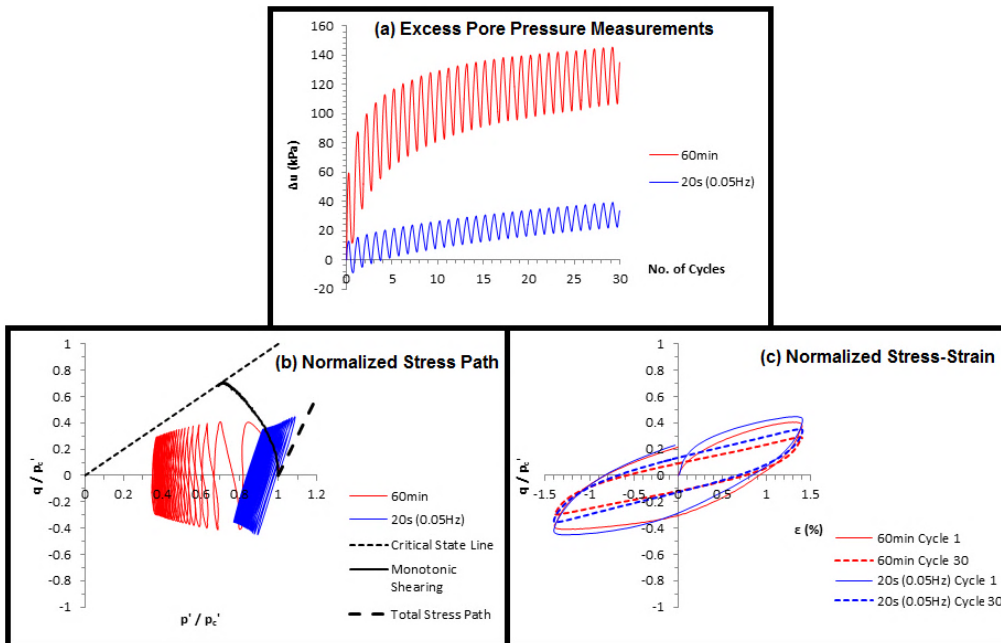 (a) Excess Pore Pressure Measurements
160
140
120
100
80
60
40
20
0
-20
Δu (kPa)
0 5 10 15 20 25 30
No. of Cycles
60min
20s (0.05Hz)
(b) Normalized Stress Path
1
0.8
0.6
0.4
0.2
0
-0.2
-0.4
-0.6
-0.8
-1
q / pc'
0 0.2 0.4 0.6 0.8 1 1.2
p' / pc'
60min
20s (0.05Hz)
Critical State Line
Monotonic
Shearing
Total Stress Path
(c) Normalized Stress-Strain
1
0.8
0.6
0.4
0.2
0
-0.2
-0.4
-0.6
-0.8
-1
q / pc'
-1.5 -1 -0.5 0 0.5 1 1.5
ε (%)
60min Cycle 1
60min Cycle 30
20s (0.05Hz) Cycle 1
20s (0.05Hz) Cycle 30